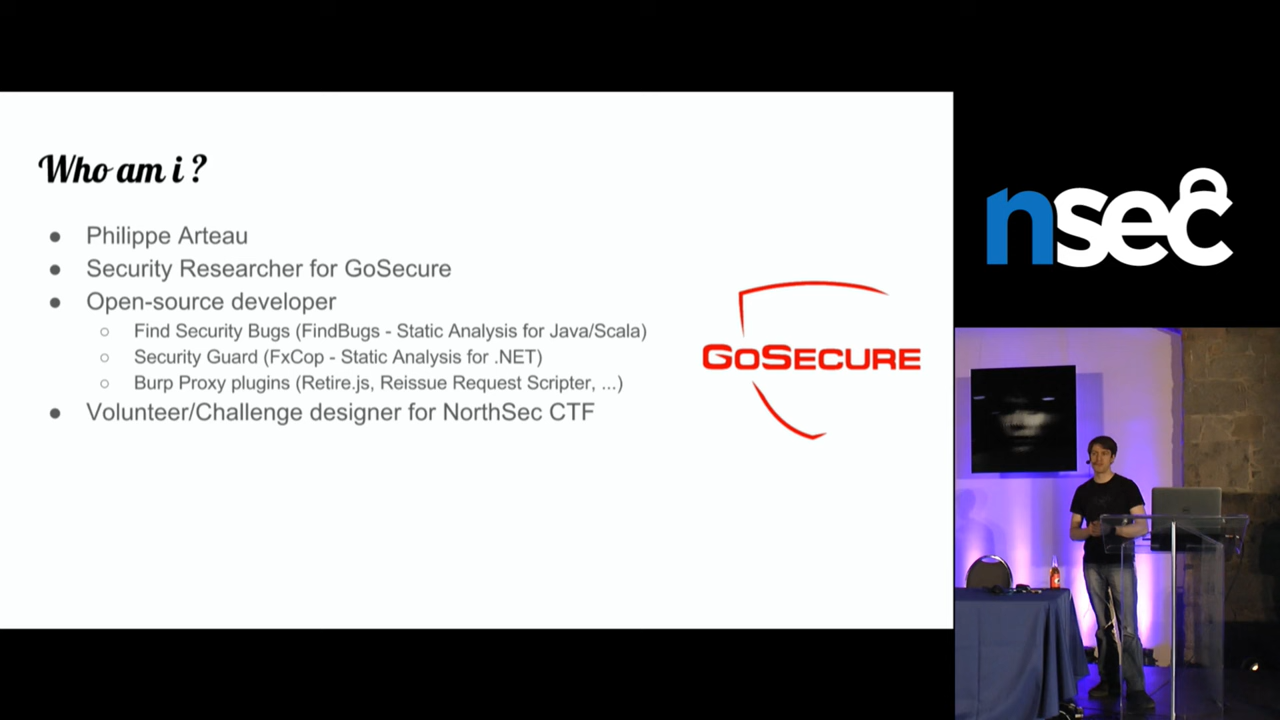 Who am i ?
● Philippe Arteau
● Security Researcher for GoSecure
● Open-source developer
○ Find Security Bugs (FindBugs - Static Analysis for Java/Scala)
○ Security Guard (FxCop - Static Analysis for .NET)
○ Burp Proxy plugins (Retire.js, Reissue Request Scripter, ...)
● Volunteer/Challenge designer for NorthSec CTF
GOSECURE
nsec